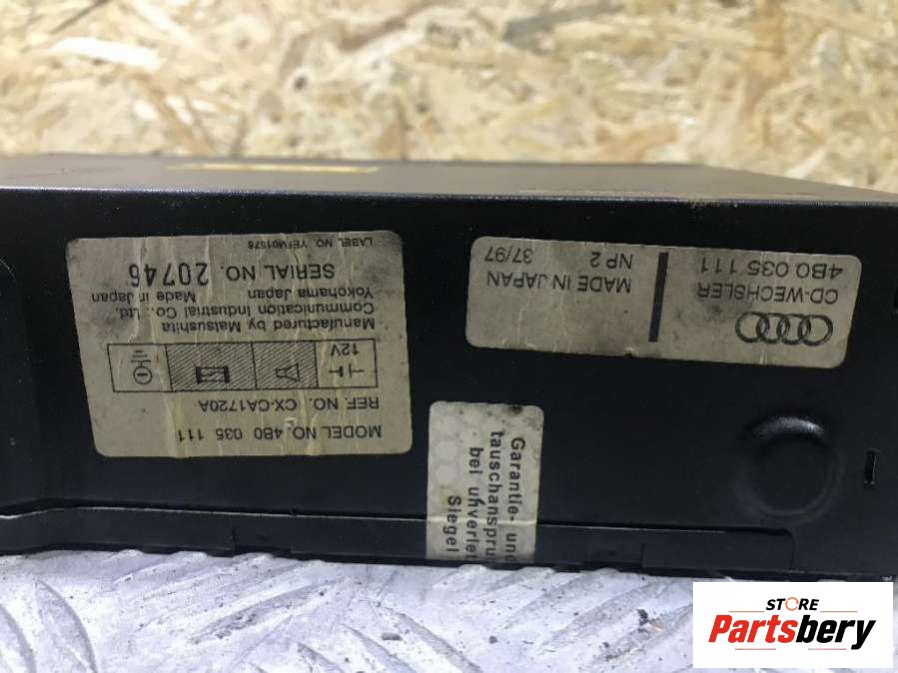 MODEL NO. 4B0 035 111
REF. NO. CX-CA1720A
12V
Manufactured by Matsushita
Communication Industrial Co., Ltd.
Yokohama Japan Made in Japan
SERIAL NO. 20746
LABEL NO. YEFM01576
CD-WECHSLER
4B0 035 111
MADE IN JAPAN
NP 2
37/97
Garantie- und
tauschanspru
bei unverlet
Siegel
STORE
Partsbery